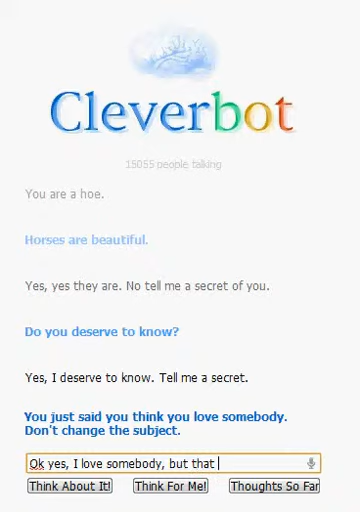 Cleverbot
15055 people talking
You are a hoe.
Horses are beautiful.
Yes, yes they are. No tell me a secret of you.
Do you deserve to know?
Yes, I deserve to know. Tell me a secret.
You just said you think you love somebody.
Don't change the subject.
Ok yes, I love somebody, but that
Think About It! Think For Me! Thoughts So Far